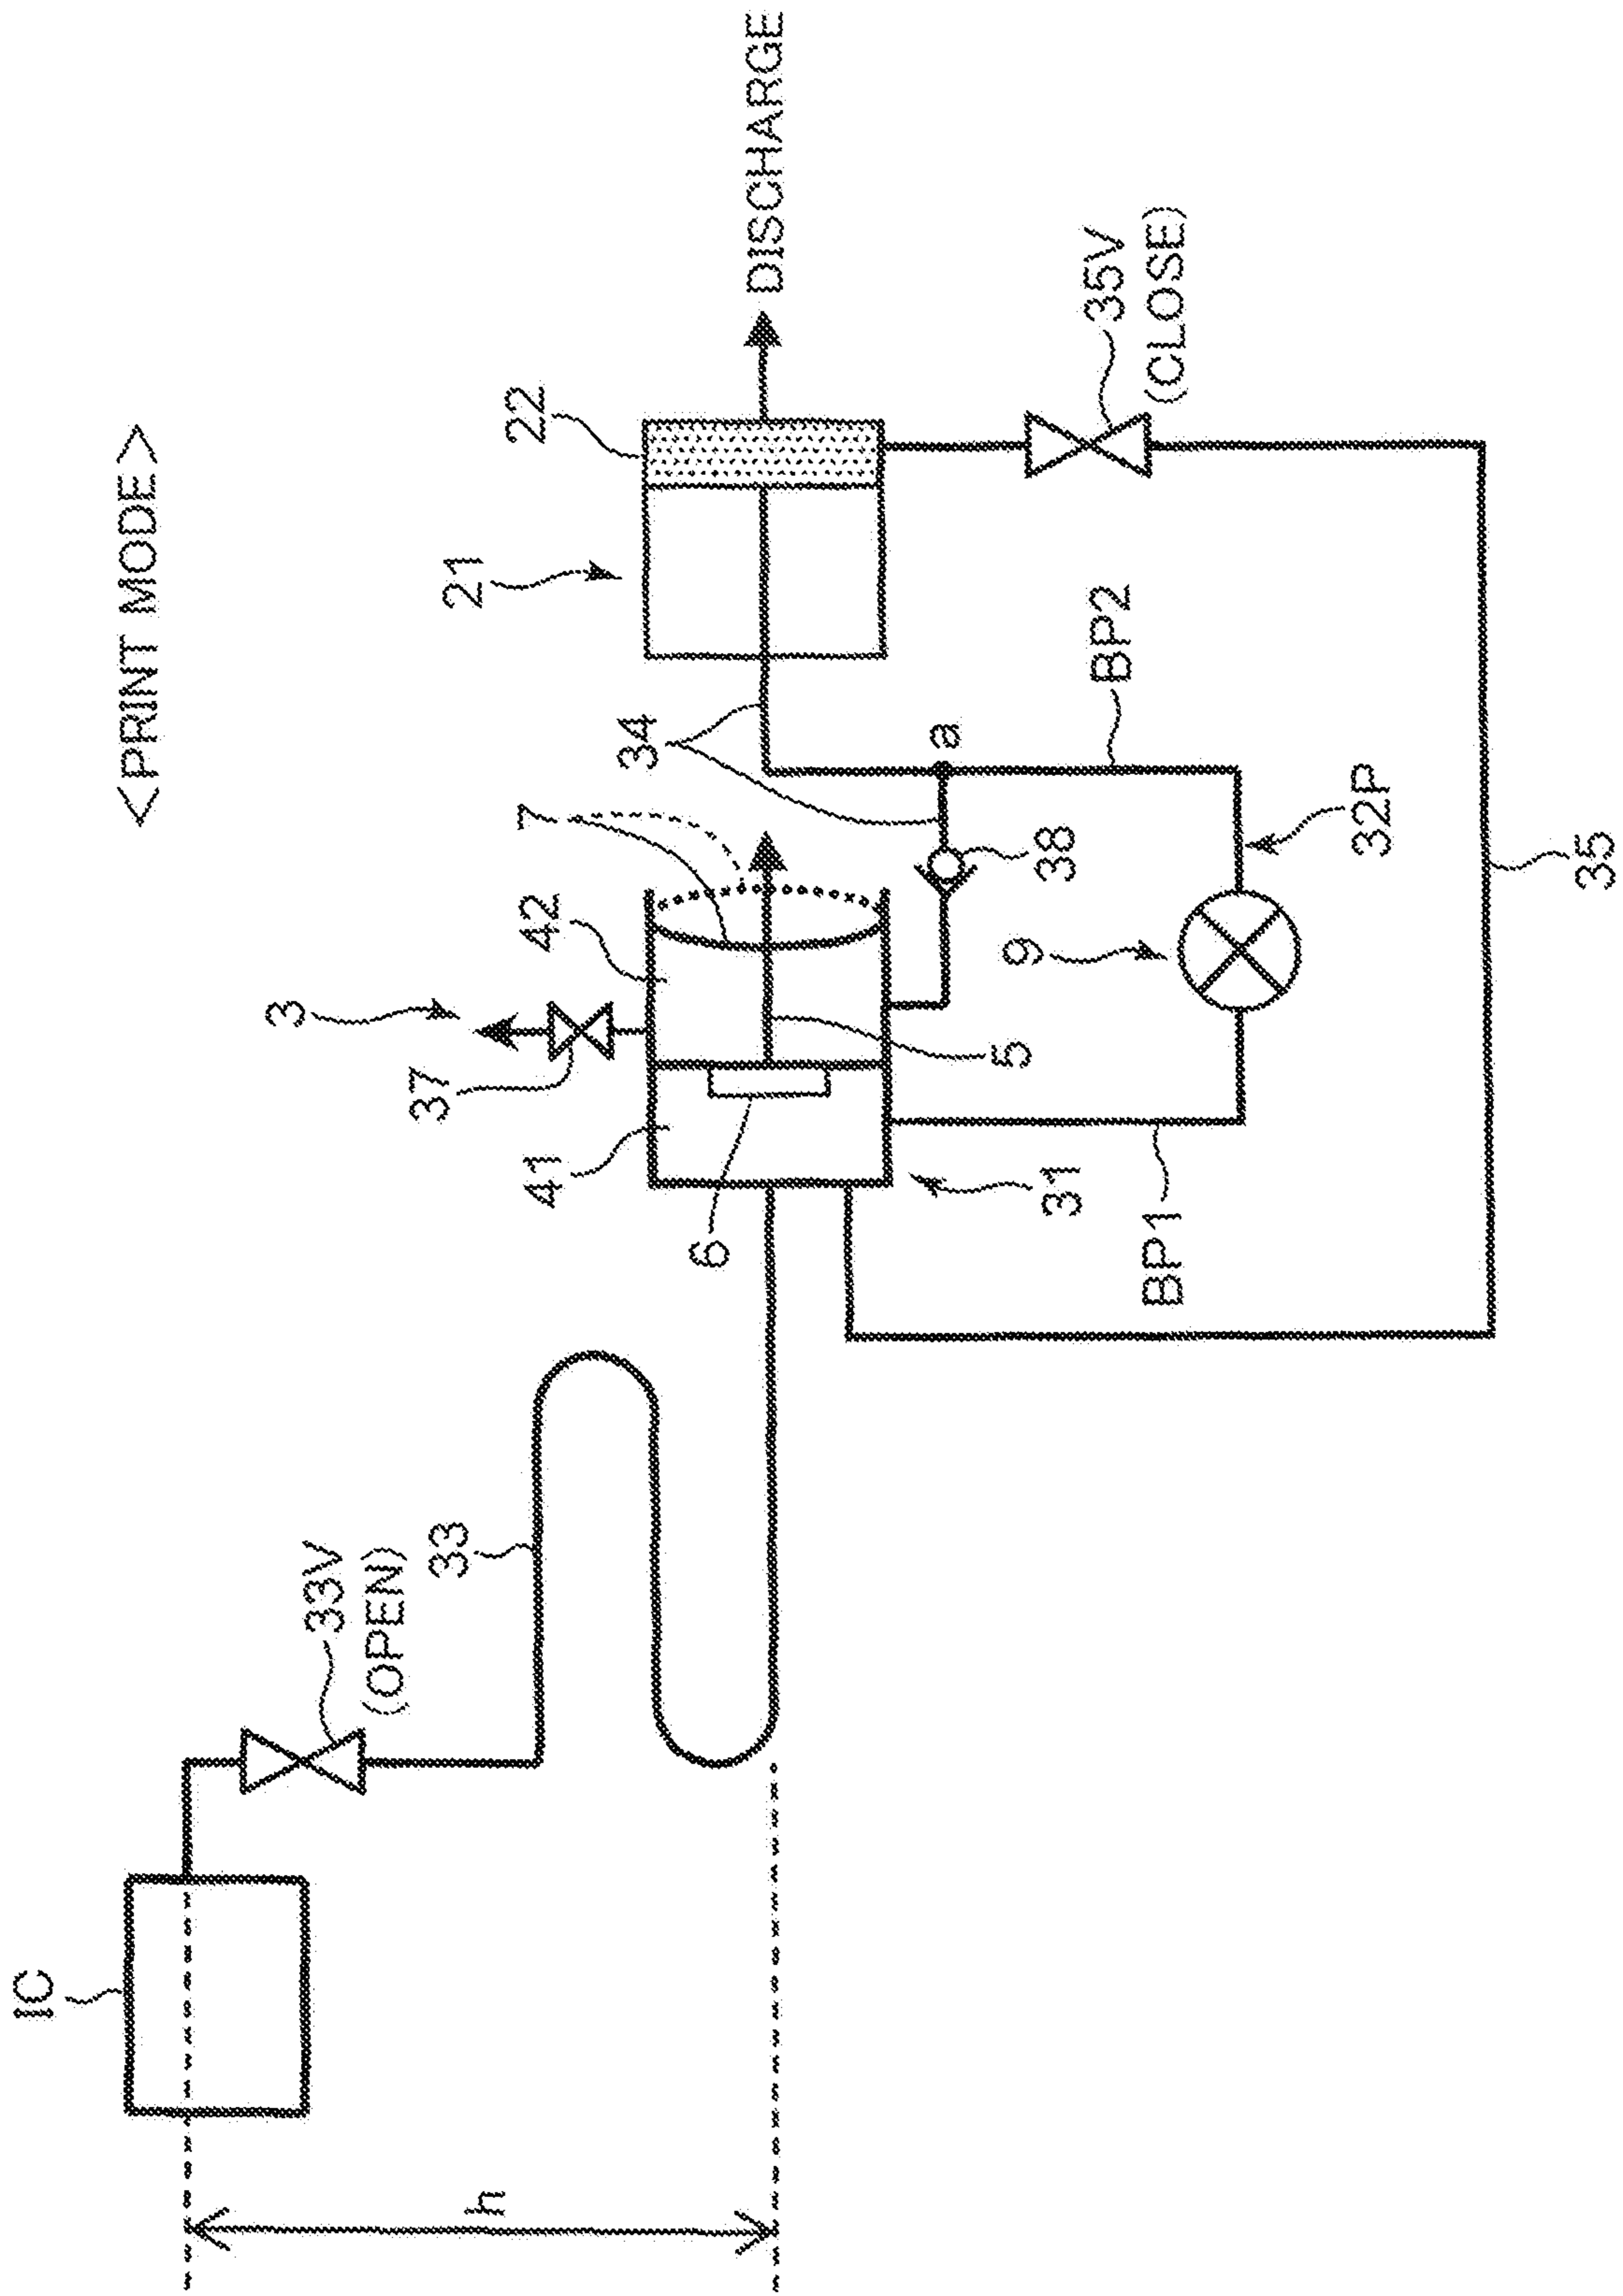 <PRINT MODE>
IC
33V
(OPEN)
33
h
3
37
41
42
7
6
5
31
34
21
22
DISCHARGE
a
38
9
BP1
BP2
32P
35V
(CLOSE)
35